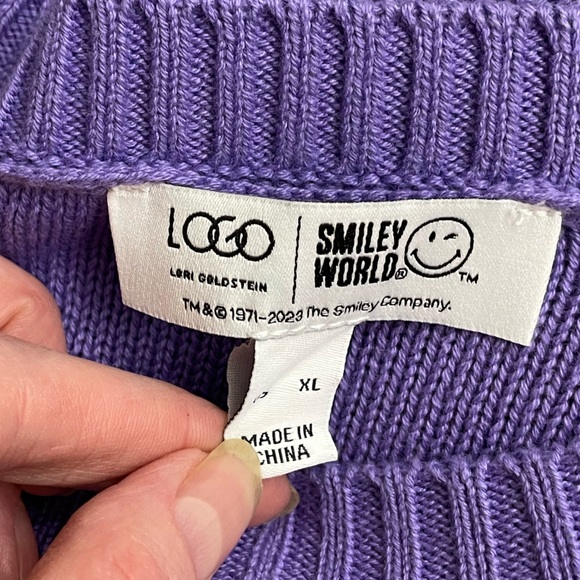 LOGO
LORI GOLDSTEIN
SMILEY
WORLD® TM
TM & © 1971-2023 The Smiley Company.
XL
MADE IN
CHINA